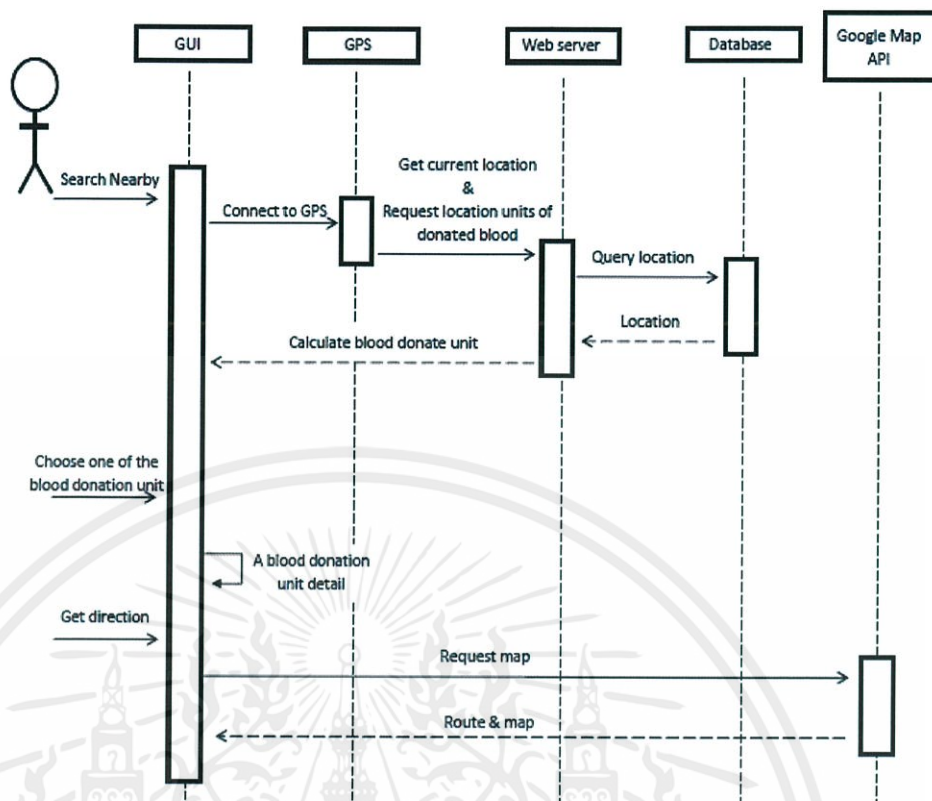 GUI
GPS
Web server
Database
Google Map
API
Search Nearby
Connect to GPS
Get current location
&
Request location units of
donated blood
Query location
Location
Calculate blood donate unit
Choose one of the
blood donation unit
A blood donation
unit detail
Get direction
Request map
Route & map